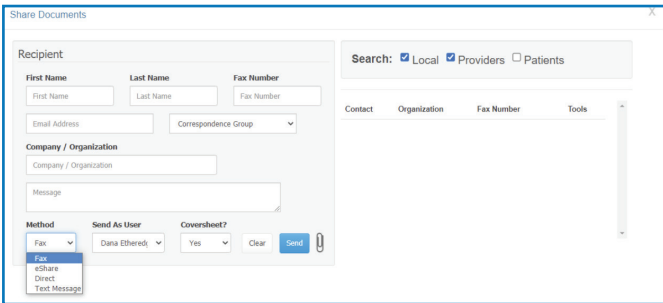 Share Documents
X
Recipient
First Name Last Name Fax Number
First Name Last Name Fax Number
Email Address Correspondence Group
Company / Organization
Company / Organization
Message
Method Send As User Coversheet?
Fax Dana Etheredg Yes Clear Send
Fax
eShare
Direct
Text Message
Search: Local Providers Patients
Contact Organization Fax Number Tools